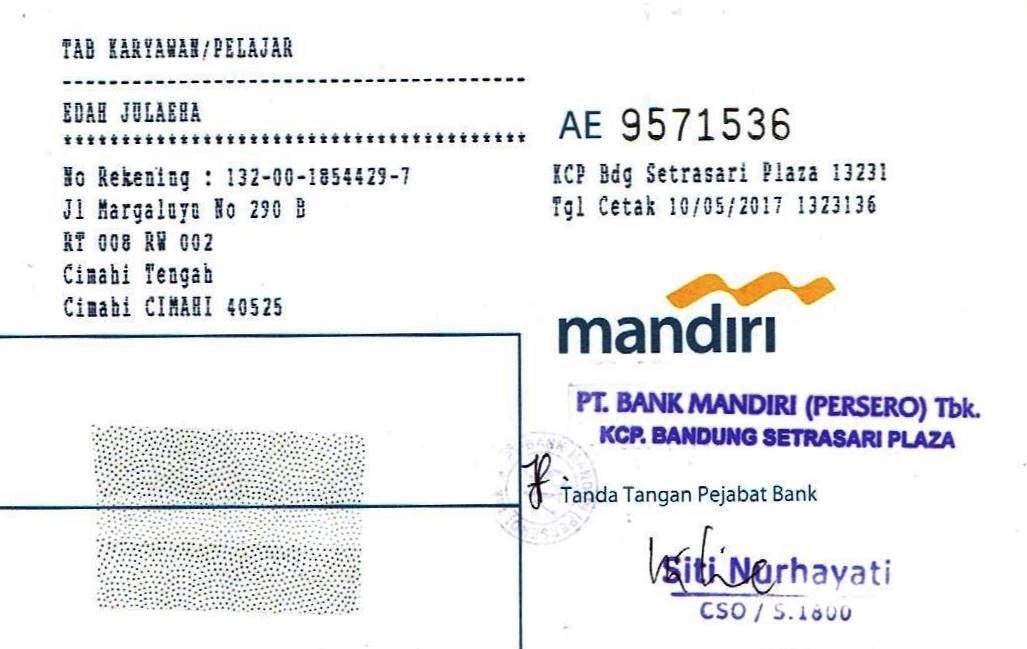 TAB KARYAWAN/PELAJAR
EDAH JULAEHA
No Rekening : 132-00-1854429-7
Jl Margaluyu No 290 B
RT 008 RW 002
Cimahi Tengah
Cimahi CIMAHI 40525
AE 9571536
KCP Bdg Setrasari Plaza 13231
Tgl Cetak 10/05/2017 1323136
mandiri
PT. BANK MANDIRI (PERSERO) Tbk.
KCP. BANDUNG SETRASARI PLAZA
BANK MANDIRI
Tanda Tangan Pejabat Bank
Siti Nurhayati
CSO / S.1800